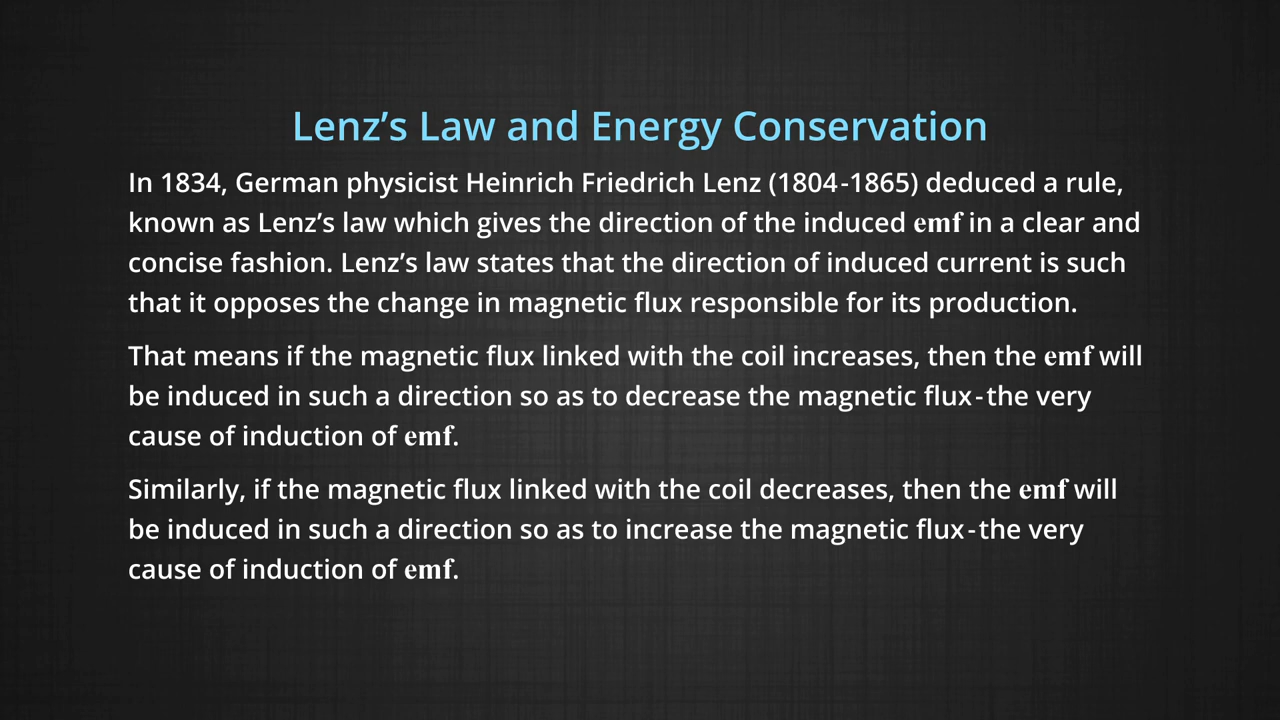 Lenz’s Law and Energy Conservation
In 1834, German physicist Heinrich Friedrich Lenz (1804-1865) deduced a rule,
known as Lenz’s law which gives the direction of the induced emf in a clear and
concise fashion. Lenz’s law states that the direction of induced current is such
that it opposes the change in magnetic flux responsible for its production.
That means if the magnetic flux linked with the coil increases, then the emf will
be induced in such a direction so as to decrease the magnetic flux-the very
cause of induction of emf.
Similarly, if the magnetic flux linked with the coil decreases, then the emf will
be induced in such a direction so as to increase the magnetic flux-the very
cause of induction of emf.